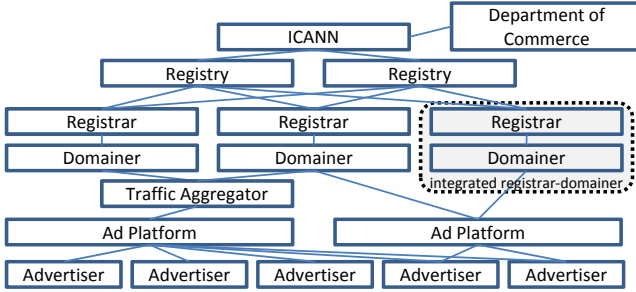 Department of
Commerce
ICANN
Registry
Registry
Registrar
Registrar
Registrar
Domainer
Domainer
Domainer
integrated registrar-domainer
Traffic Aggregator
Ad Platform
Ad Platform
Advertiser
Advertiser
Advertiser
Advertiser
Advertiser